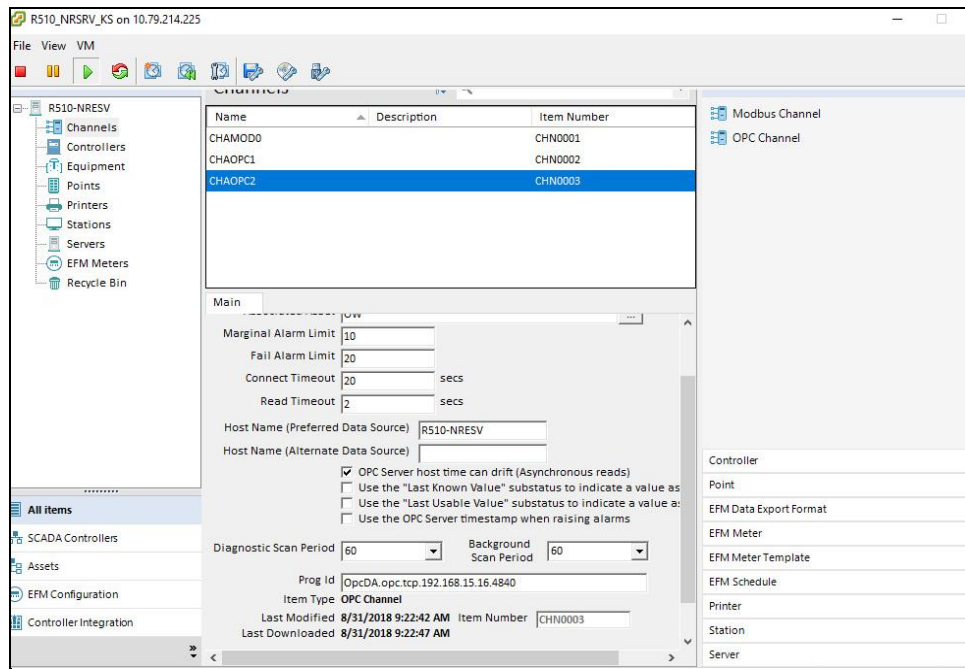 R510_NRSRV_KS on 10.79.214.225
File View VM
R510-NRESV
Channels
Controllers
Equipment
Points
Printers
Stations
Servers
EFM Meters
Recycle Bin
All items
SCADA Controllers
Assets
EFM Configuration
Controller Integration
Channels
Name Description Item Number
CHAMOD0 CHN0001
CHAOPC1 CHN0002
CHAOPC2 CHN0003
Main
Marginal Alarm Limit 10
Fail Alarm Limit 20
Connect Timeout 20 secs
Read Timeout 2 secs
Host Name (Preferred Data Source) R510-NRESV
Host Name (Alternate Data Source)
OPC Server host time can drift (Asynchronous reads)
Use the "Last Known Value" substatus to indicate a value as
Use the "Last Usable Value" substatus to indicate a value a
Use the OPC Server timestamp when raising alarms
Diagnostic Scan Period 60 Background Scan Period 60
Prog Id OpcDA.opc.tcp.192.168.15.16.4840
Item Type OPC Channel
Last Modified 8/31/2018 9:22:42 AM Item Number CHN0003
Last Downloaded 8/31/2018 9:22:47 AM
Modbus Channel
OPC Channel
Controller
Point
EFM Data Export Format
EFM Meter
EFM Meter Template
EFM Schedule
Printer
Station
Server